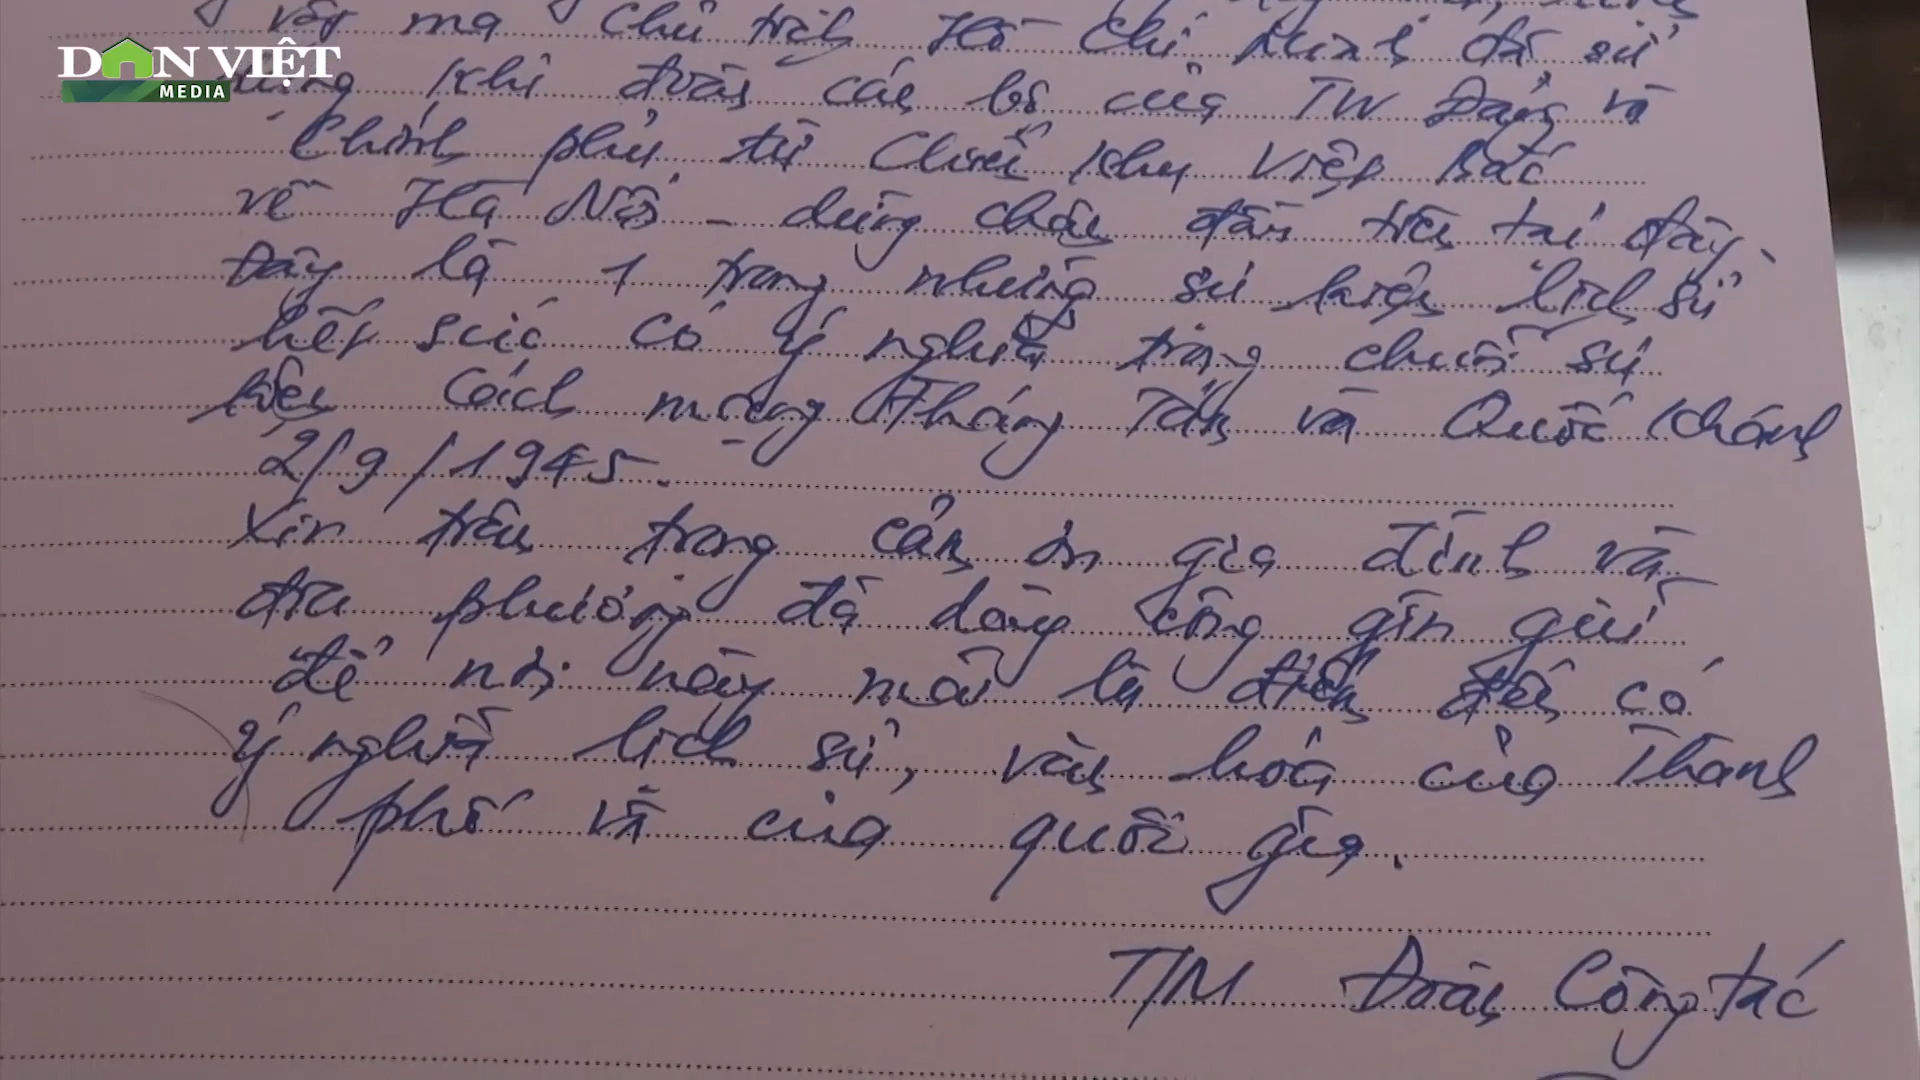 DÂN VIỆT
MEDIA
vật mà Chủ tịch Hồ Chí Minh đã sử
dụng khi đoàn cán bộ của TW Đảng và
Chính phủ từ Chiến khu Việt Bắc
về Hà Nội - dừng chân đầu tiên tại đây.
Đây là 1 trong những sự kiện lịch sử
hết sức có ý nghĩa trong chuỗi sự
kiện Cách mạng Tháng Tám và Quốc Khánh
2/9/1945.
Xin trân trọng cảm ơn gia đình và
địa phương đã dày công gìn giữ
để nơi này mãi là điểm đến có
ý nghĩa lịch sử, văn hóa của Thành
phố và của quốc gia.
T/M Đoàn Công tác